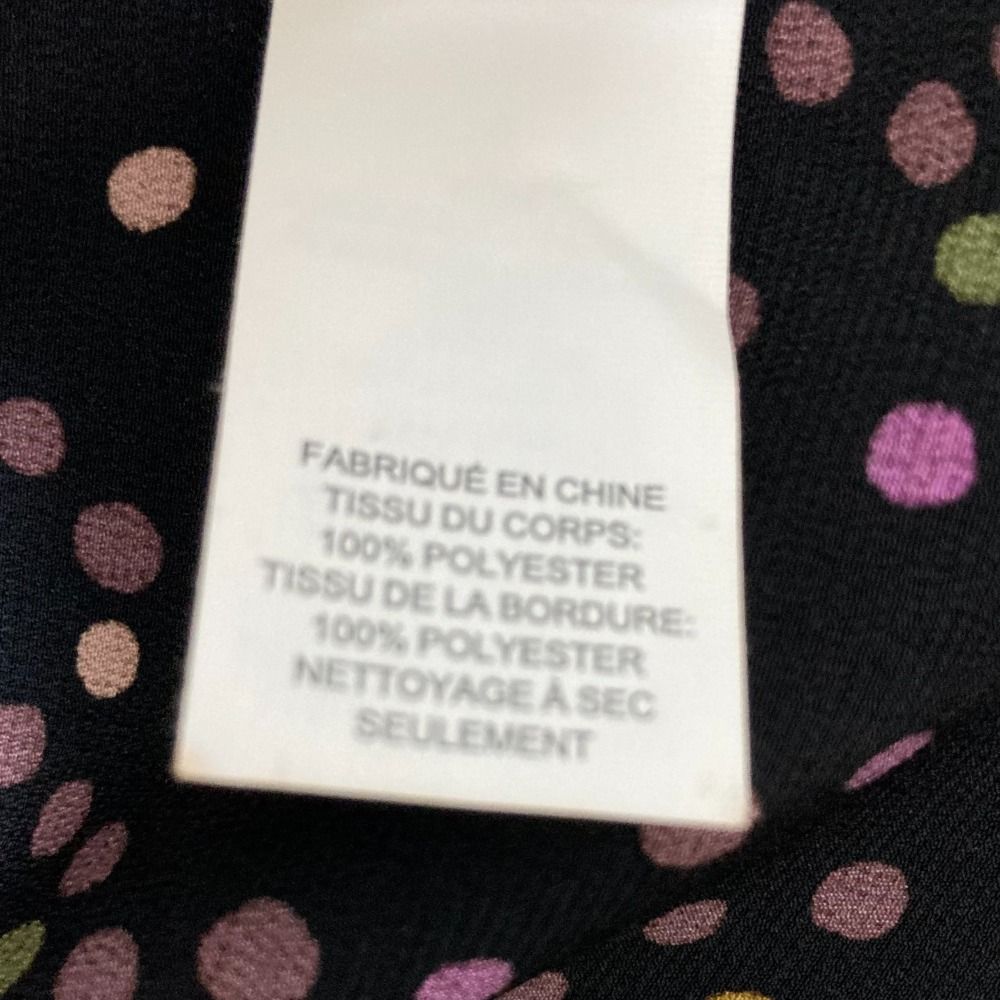 FABRIQUÉ EN CHINE
TISSU DU CORPS:
100% POLYESTER
TISSU DE LA BORDURE:
100% POLYESTER
NETTOYAGE À SEC
SEULEMENT